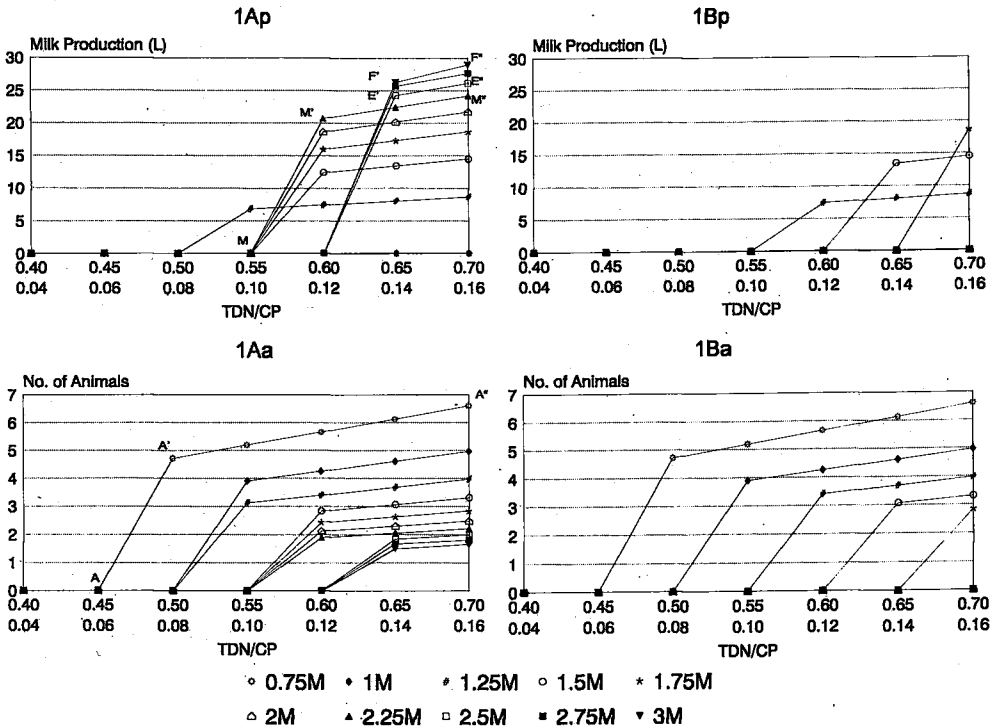 1Ap
Milk Production (L)
30
25
20
15
10
5
0
F'
E'
M'
M
F"
E"
M"
0.40 0.45 0.50 0.55 0.60 0.65 0.70
0.04 0.06 0.08 0.10 0.12 0.14 0.16
TDN/CP
1Bp
Milk Production (L)
30
25
20
15
10
5
0
0.40 0.45 0.50 0.55 0.60 0.65 0.70
0.04 0.06 0.08 0.10 0.12 0.14 0.16
TDN/CP
1Aa
No. of Animals
7
6
5
4
3
2
1
0
A"
A'
A
0.40 0.45 0.50 0.55 0.60 0.65 0.70
0.04 0.06 0.08 0.10 0.12 0.14 0.16
TDN/CP
1Ba
No. of Animals
7
6
5
4
3
2
1
0
0.40 0.45 0.50 0.55 0.60 0.65 0.70
0.04 0.06 0.08 0.10 0.12 0.14 0.16
TDN/CP
0.75M 1M 1.25M 1.5M 1.75M
2M 2.25M 2.5M 2.75M 3M